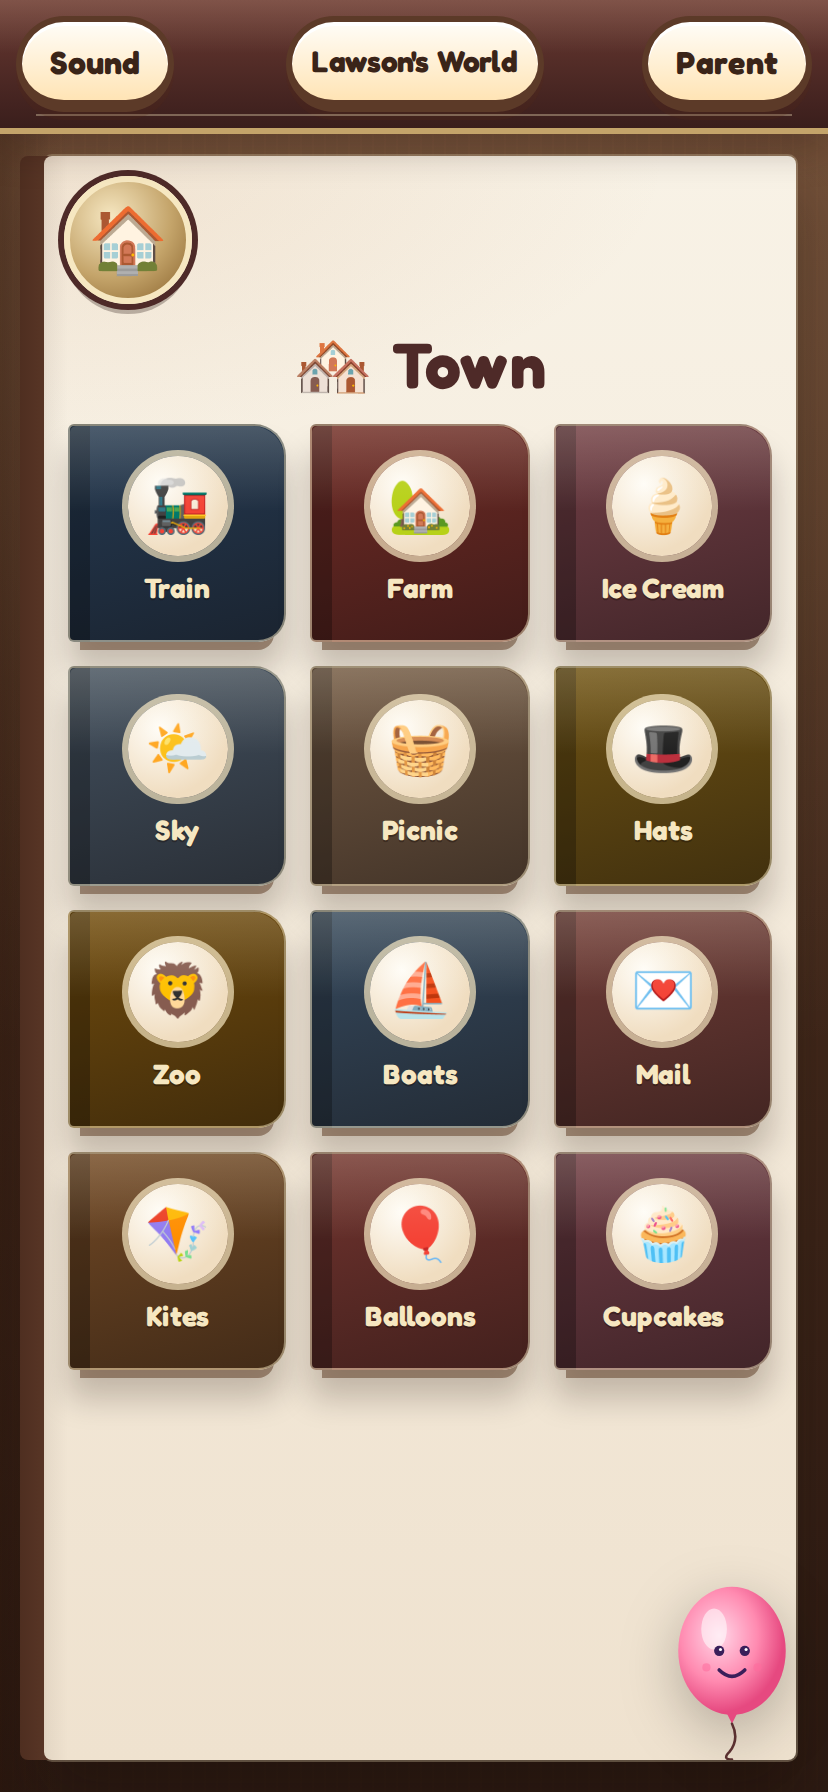 Sound
Lawson's World
Parent
Town
Train
Farm
Ice Cream
Sky
Picnic
Hats
Zoo
Boats
Mail
Kites
Balloons
Cupcakes